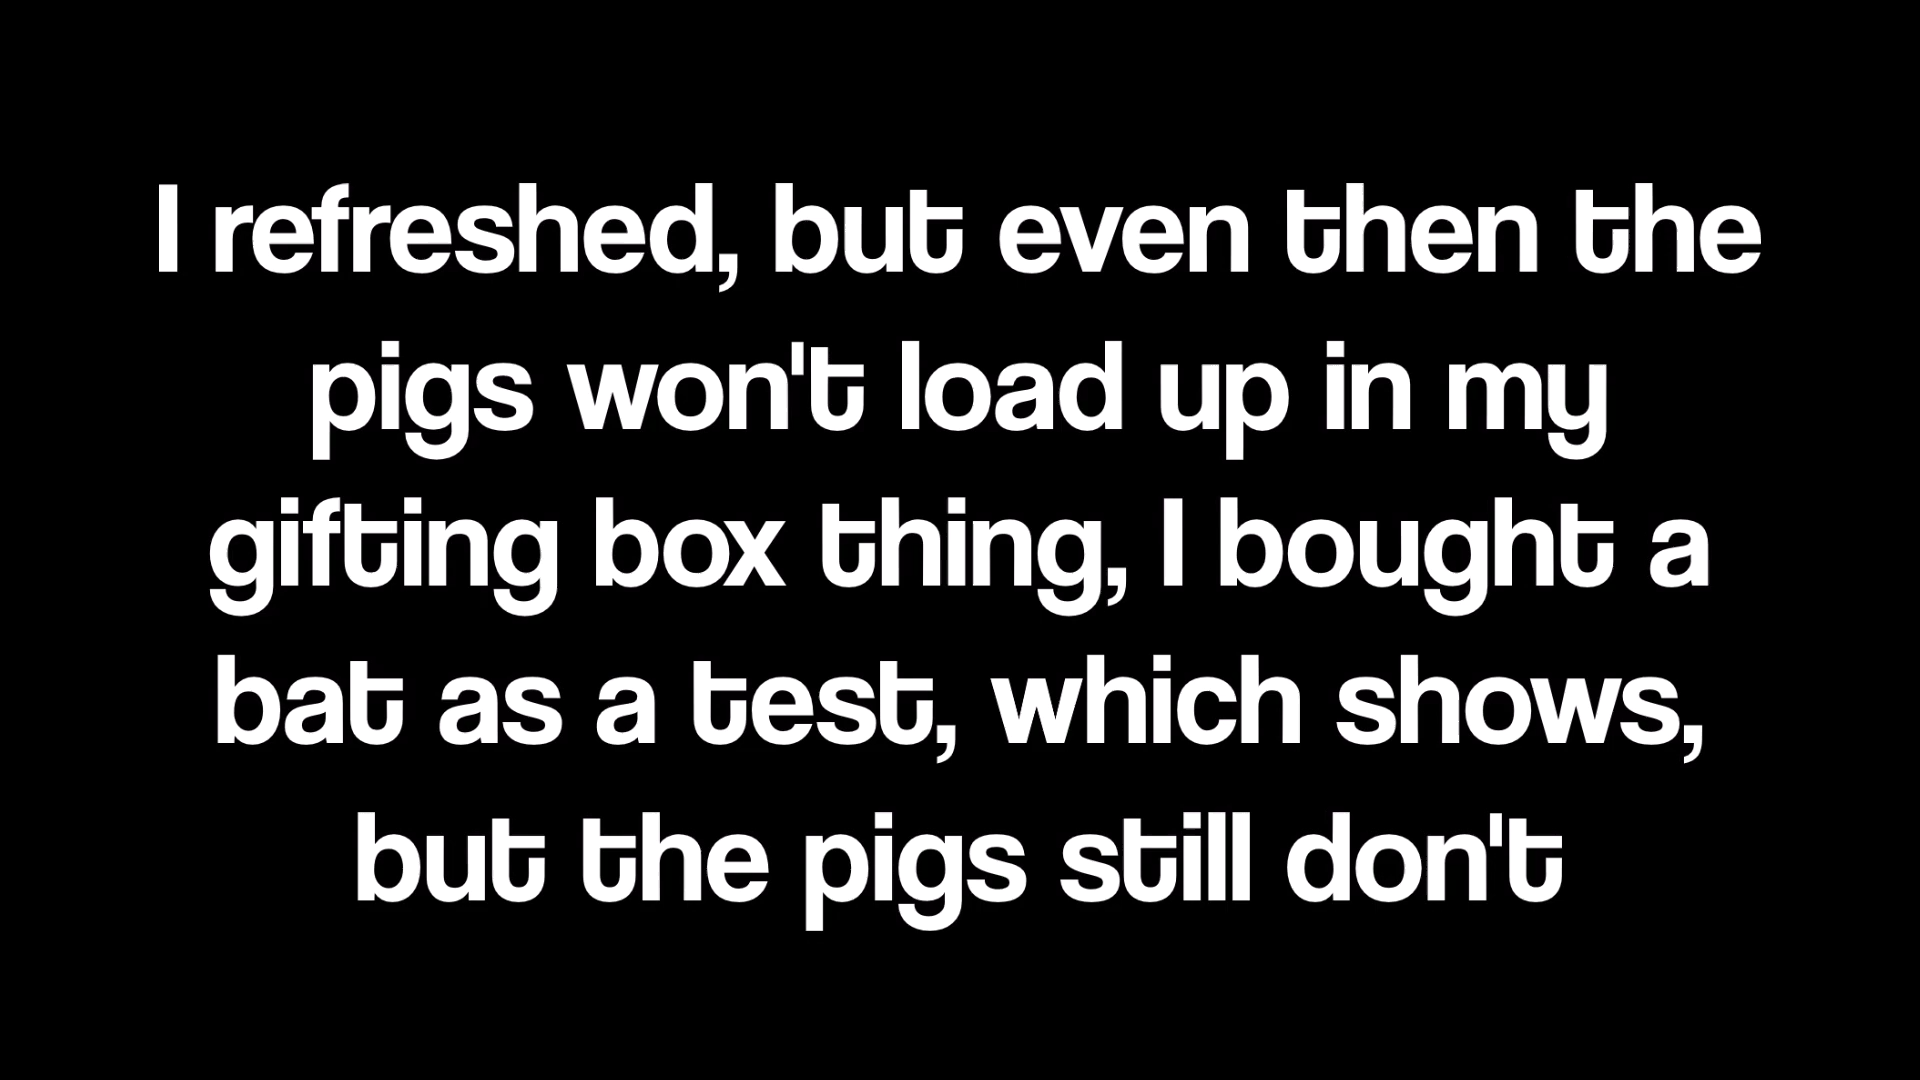 I refreshed, but even then the
pigs won't load up in my
gifting box thing, I bought a
bat as a test, which shows,
but the pigs still don't